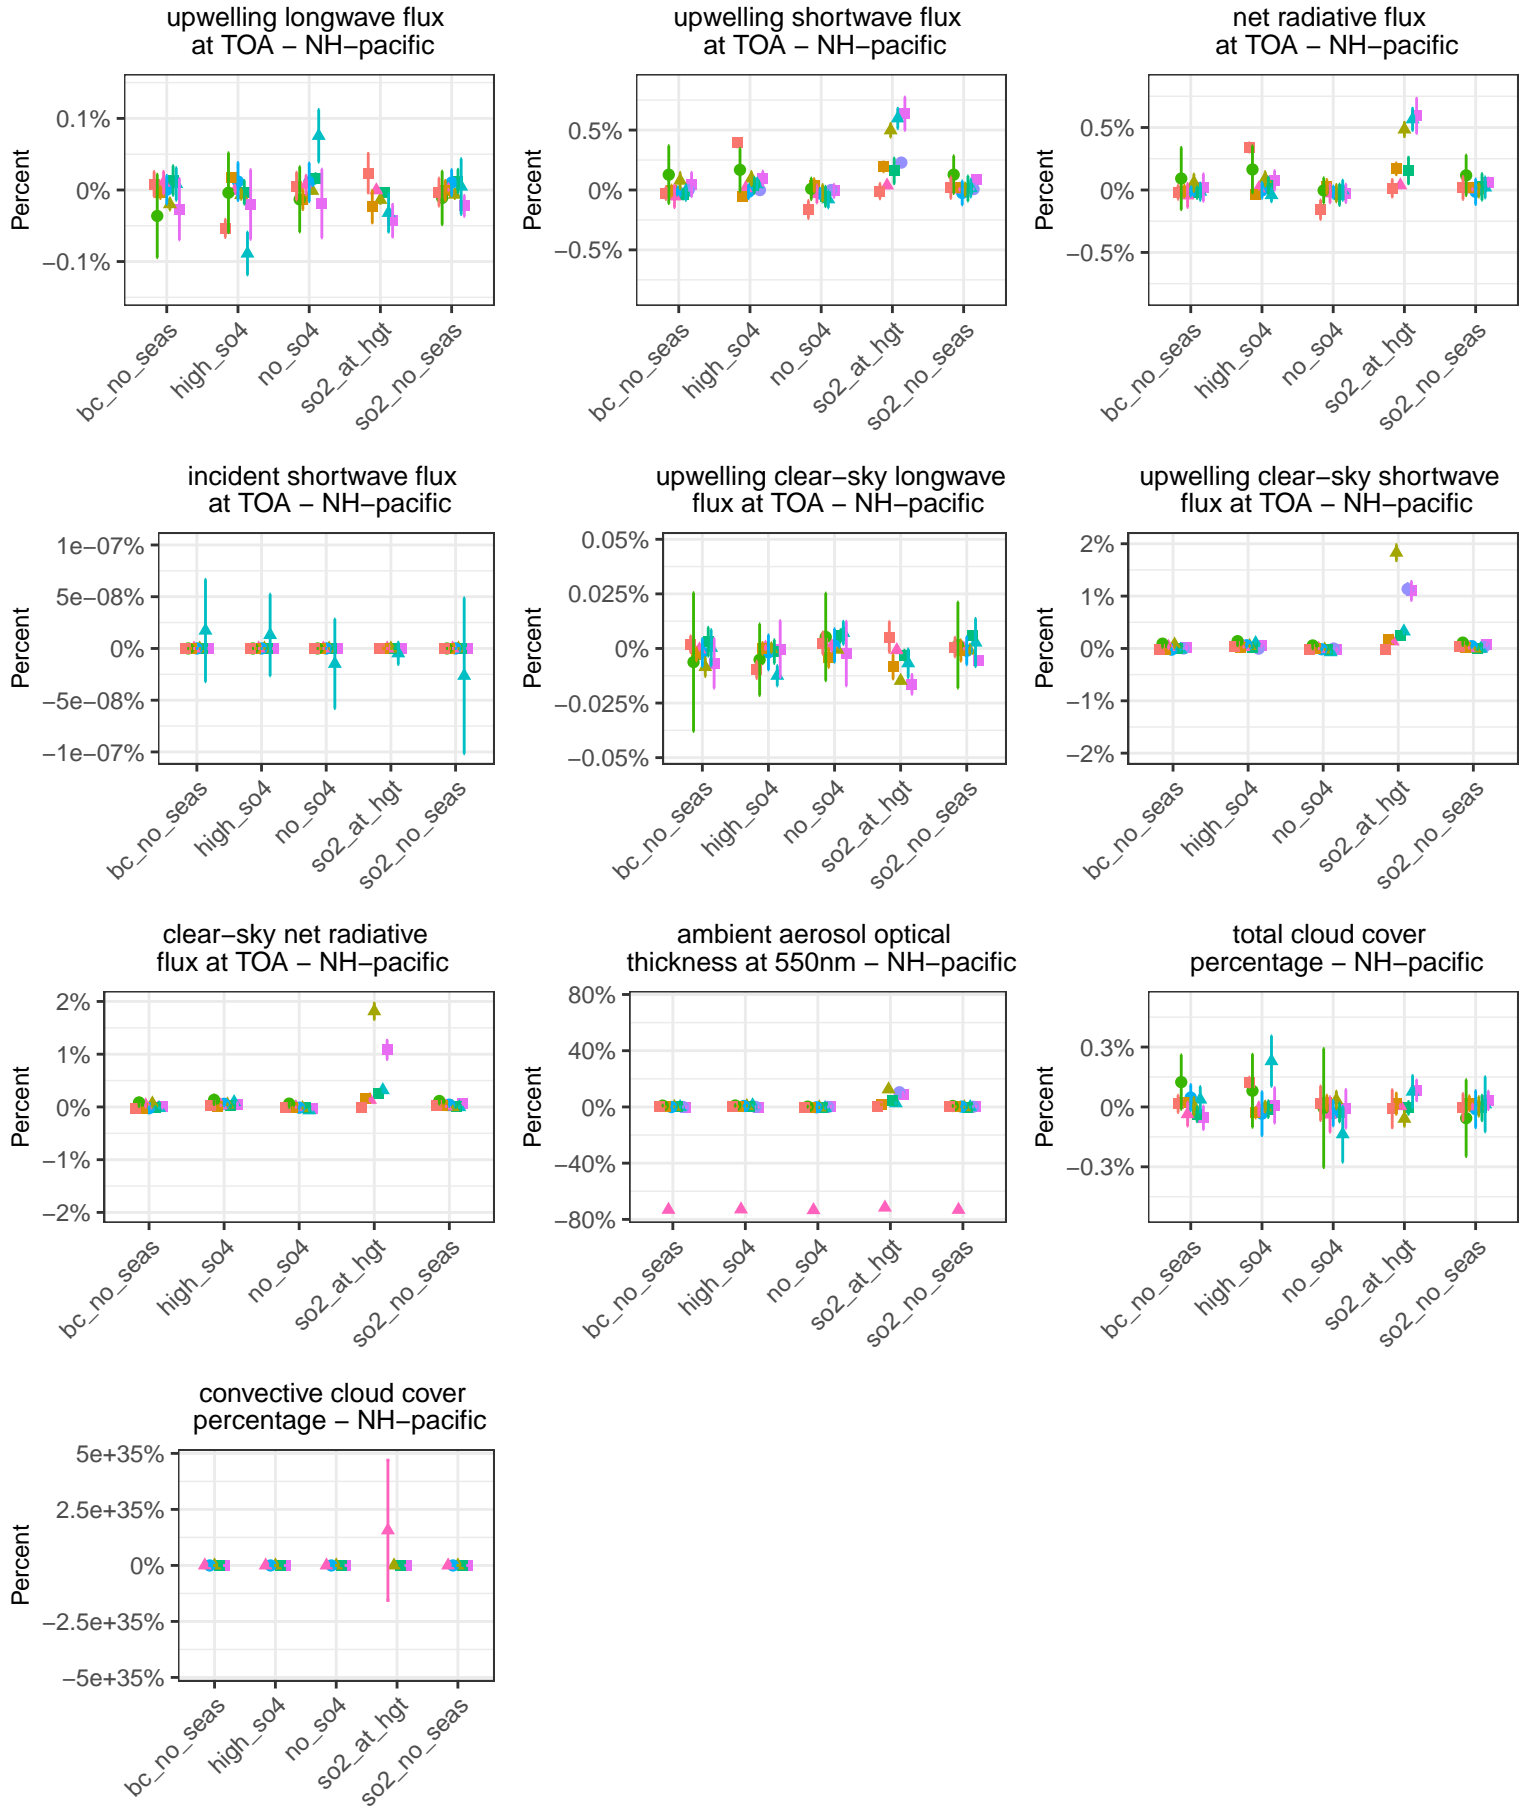 upwelling longwave flux
at TOA − NH−pacific
upwelling shortwave flux
at TOA − NH−pacific
net radiative flux
at TOA − NH−pacific
Percent
0.1%
0%
−0.1%
bc_no_seas
high_so4
no_so4
so2_at_hgt
so2_no_seas
Percent
0.5%
0%
−0.5%
bc_no_seas
high_so4
no_so4
so2_at_hgt
so2_no_seas
Percent
0.5%
0%
−0.5%
bc_no_seas
high_so4
no_so4
so2_at_hgt
so2_no_seas
incident shortwave flux
at TOA − NH−pacific
upwelling clear−sky longwave
flux at TOA − NH−pacific
upwelling clear−sky shortwave
flux at TOA − NH−pacific
Percent
1e−07%
5e−08%
0%
−5e−08%
−1e−07%
bc_no_seas
high_so4
no_so4
so2_at_hgt
so2_no_seas
Percent
0.05%
0.025%
0%
−0.025%
−0.05%
bc_no_seas
high_so4
no_so4
so2_at_hgt
so2_no_seas
Percent
2%
1%
0%
−1%
−2%
bc_no_seas
high_so4
no_so4
so2_at_hgt
so2_no_seas
clear−sky net radiative
flux at TOA − NH−pacific
ambient aerosol optical
thickness at 550nm − NH−pacific
total cloud cover
percentage − NH−pacific
Percent
2%
1%
0%
−1%
−2%
bc_no_seas
high_so4
no_so4
so2_at_hgt
so2_no_seas
Percent
80%
40%
0%
−40%
−80%
bc_no_seas
high_so4
no_so4
so2_at_hgt
so2_no_seas
Percent
0.3%
0%
−0.3%
bc_no_seas
high_so4
no_so4
so2_at_hgt
so2_no_seas
convective cloud cover
percentage − NH−pacific
Percent
5e+35%
2.5e+35%
0%
−2.5e+35%
−5e+35%
bc_no_seas
high_so4
no_so4
so2_at_hgt
so2_no_seas